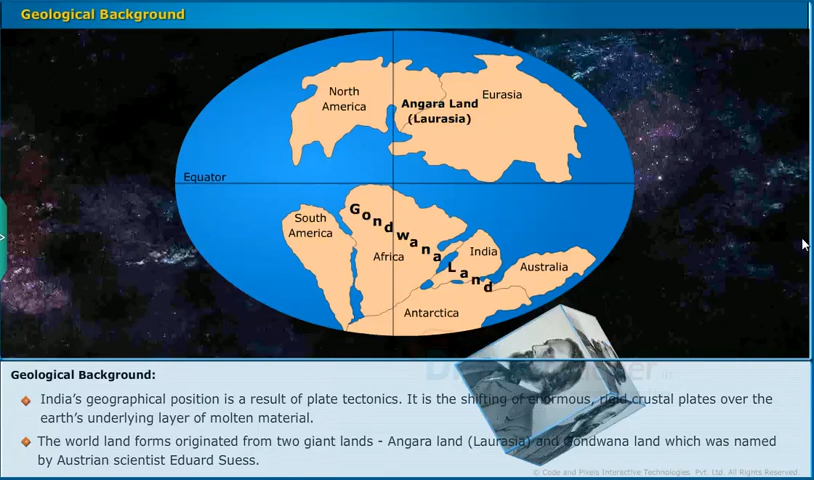 Geological Background
North
America
Eurasia
Angara Land
(Laurasia)
Equator
South
America
Gondwana Land
Africa
India
Australia
Antarctica
Geological Background:
India's geographical position is a result of plate tectonics. It is the shifting of enormous, rigid crustal plates over the
earth's underlying layer of molten material.
The world land forms originated from two giant lands - Angara land (Laurasia) and Gondwana land which was named
by Austrian scientist Eduard Suess.
© Code and Pixels Interactive Technologies. Pvt. Ltd. All Rights Reserved.